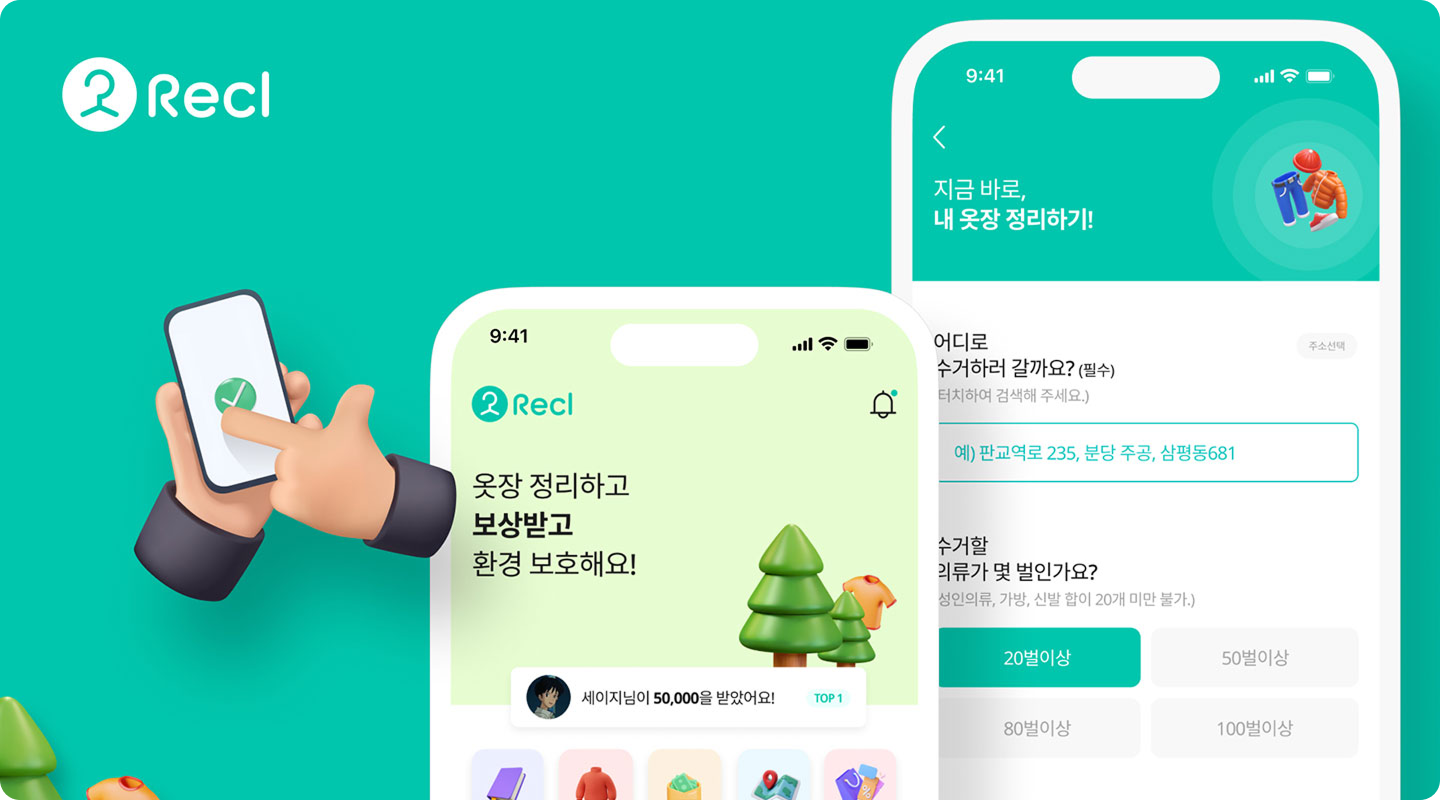 Recl
9:41
Recl
옷장 정리하고
보상받고
환경 보호해요!
세이지님이 50,000을 받았어요!
TOP 1
9:41
지금 바로,
내 옷장 정리하기!
어디로
수거하러 갈까요? (필수)
주소선택
터치하여 검색해 주세요.)
예) 판교역로 235, 분당 주공, 삼평동681
수거할
의류가 몇 벌인가요?
성인의류, 가방, 신발 합이 20개 미만 불가.)
20벌이상
50벌이상
80벌이상
100벌이상